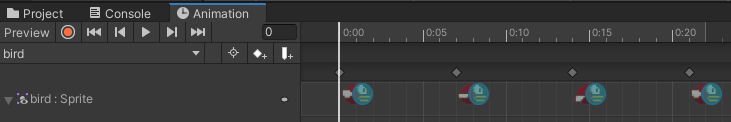 Project Console Animation
Preview 0 0:00 0:05 0:10 0:15 0:20
bird
bird : Sprite